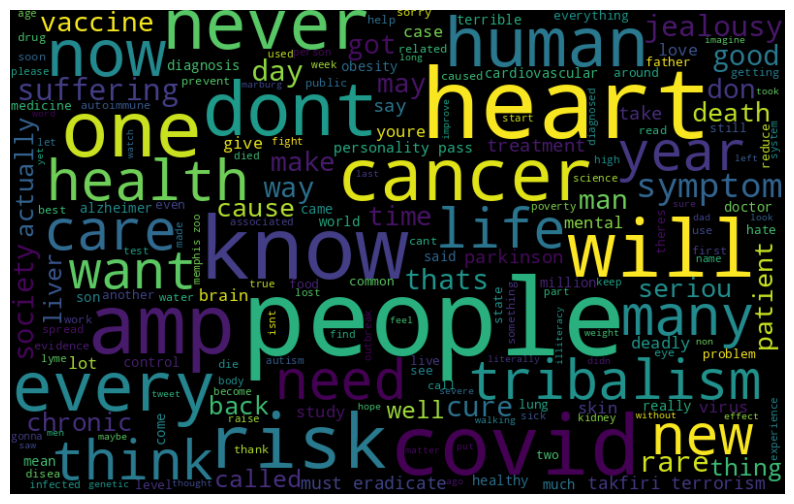 age
vaccine
never
sorry
help
terrible
everything
imagine
jealousy
drug
soon
now
diagnosis
used
person
week
got
case
related
long
human
love
father
good
please
prevent
day
obesity
public
may
cardiovascular
around
getting
suffering
medicine
autoimmune
marburg
dont
say
caused
heart
don
death
word
let
yet
watch
one
give
fight
youre
improve
start
diagnosed
take
still
took
reduce
system
actually
health
died
personality pass
make
treatment
read
year
left
last
high
science
cancer
best
alzheimer
even
way
cause
came
world
man
symptom
doctor
made
test
care
memphis zoo
associated
know
time
cant
said
life
parkinson
poverty
mental
theres
sure
dad
look
use
first
hate
name
will
society
liver
want
son
another
water
brain
true
food
lost
common
thats
million
state
something
part
keep
seriou
patient
evidence
spread
work
amp
isnt
people
find
feel
weight
illiteracy
many
deadly
eye
non
didn
lyme
lot
control
autism
outbreak
live
see
literally
problem
every
die
body
become
tweet
need
call
severe
tribalism
back
raise
study
well
cure
lung
skin
really
virus
chronic
come
hope
walking
sick
kidney
without
effect
experience
gonna
men
saw
maybe
think
risk
thank
matter
put
covid
two
new
rare
thing
mean
disea
infected
genetic
level
thought
called
must eradicate
ago
healthy
much
takfiri terrorism